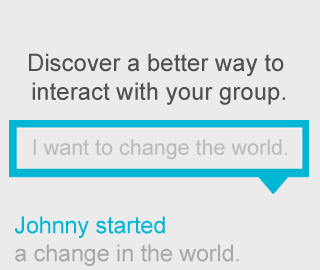 Discover a better way to
interact with your group.
I want to change the world.
Johnny started
a change in the world.